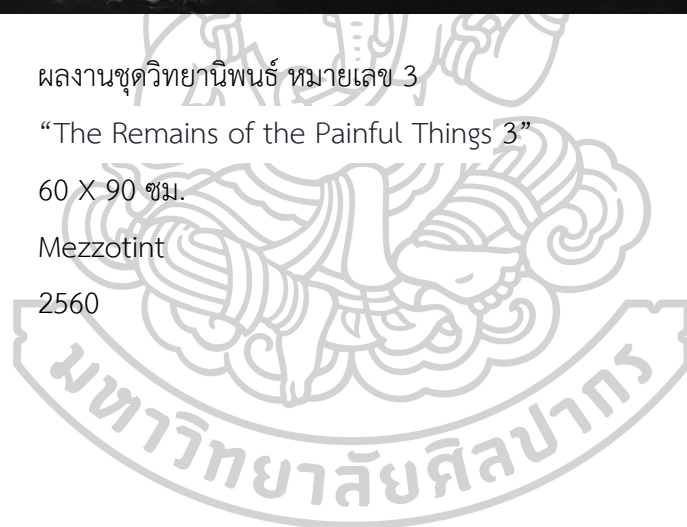 ผลงานชุดวิทยานิพนธ์ หมายเลข 3
“The Remains of the Painful Things 3”
60 X 90 ซม.
Mezzotint
2560
มหาวิทยาลัยศิลปากร